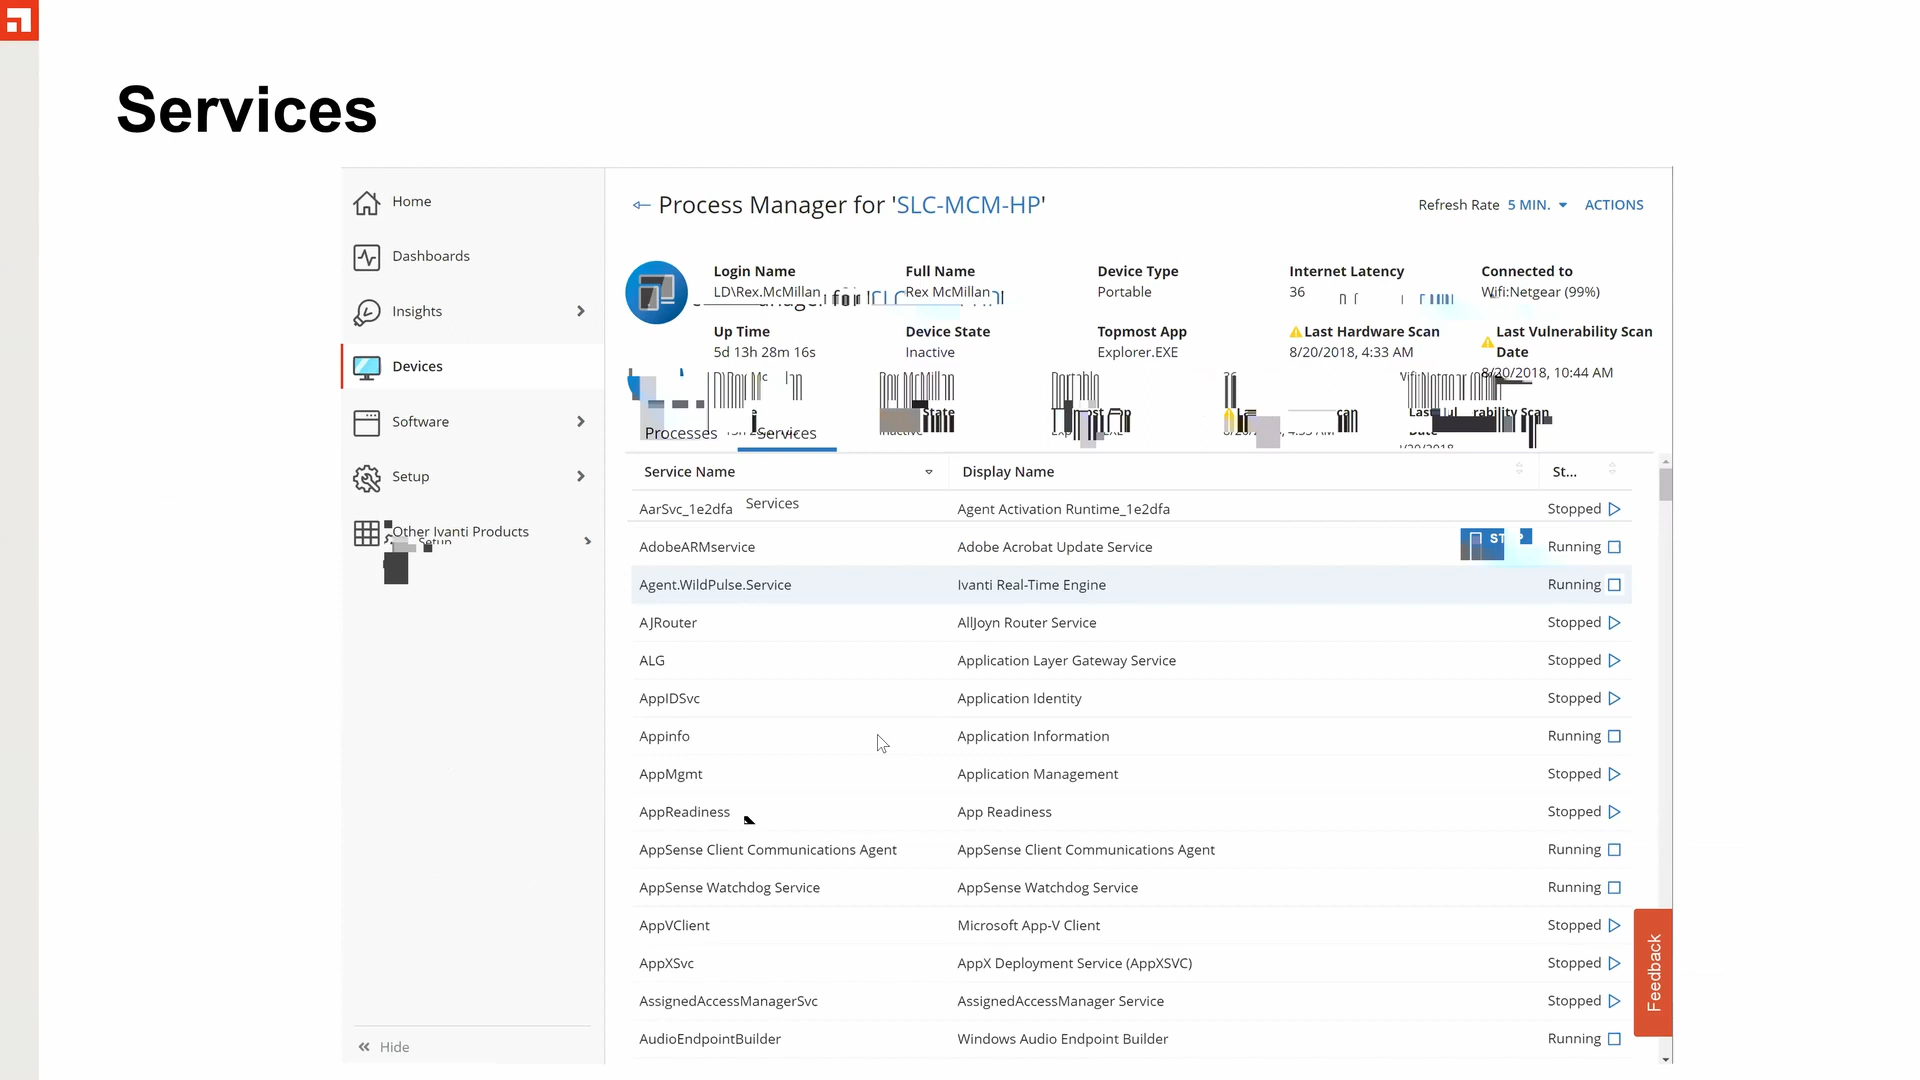 Services
Home
Dashboards
Insights
Devices
Software
Setup
Other Ivanti Products
Hide
Process Manager for 'SLC-MCM-HP'
Refresh Rate 5 MIN. ACTIONS
Login Name Full Name Device Type Internet Latency Connected to
LD\Rex.McMillan Rex McMillan Portable 36 Wifi:Netgear (99%)
Up Time Device State Topmost App Last Hardware Scan Last Vulnerability Scan Date
5d 13h 28m 16s Inactive Explorer.EXE 8/20/2018, 4:33 AM 8/20/2018, 10:44 AM
Processes Services
Service Name Display Name St...
AarSvc_1e2dfa Services Agent Activation Runtime_1e2dfa Stopped
AdobeARMservice Adobe Acrobat Update Service Running
Agent.WildPulse.Service Ivanti Real-Time Engine Running
AJRouter AllJoyn Router Service Stopped
ALG Application Layer Gateway Service Stopped
AppIDSvc Application Identity Stopped
Appinfo Application Information Running
AppMgmt Application Management Stopped
AppReadiness App Readiness Stopped
AppSense Client Communications Agent AppSense Client Communications Agent Running
AppSense Watchdog Service AppSense Watchdog Service Running
AppVClient Microsoft App-V Client Stopped
AppXSvc AppX Deployment Service (AppXSVC) Stopped
AssignedAccessManagerSvc AssignedAccessManager Service Stopped
AudioEndpointBuilder Windows Audio Endpoint Builder Running
Feedback